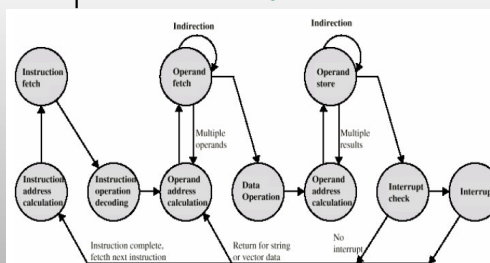 Indirection
Indirection
Instruction
fetch
Operand
fetch
Operand
store
Multiple
operands
Multiple
results
Instruction
address
calculation
Instruction
operation
decoding
Operand
address
calculation
Data
Operation
Operand
address
calculation
Interrupt
check
Interrup
Instruction complete,
fetcth next instruction
Return for string
or vector data
No
interrupt